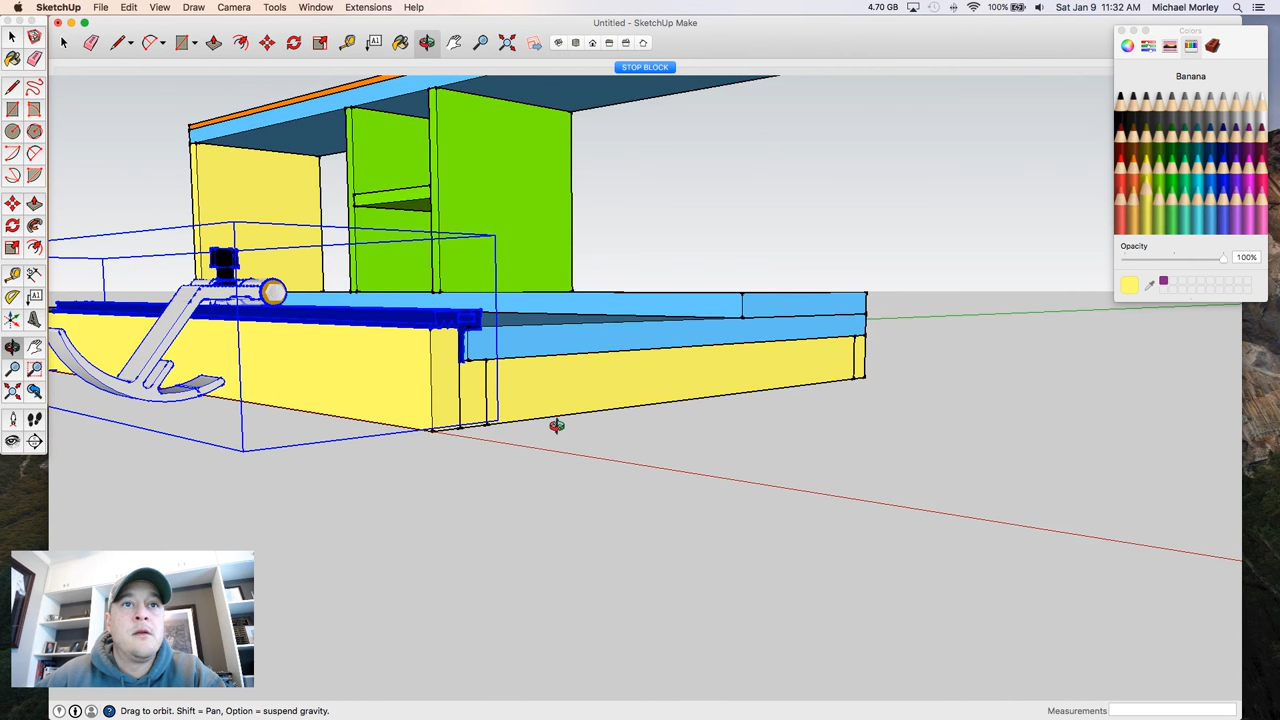 SketchUp File Edit View Draw Camera Tools Window Extensions Help 4.70 GB 100% Sat Jan 9 11:32 AM Michael Morley
Untitled - SketchUp Make
Colors
STOP BLOCK
Banana
Opacity
100%
Drag to orbit. Shift = Pan, Option = suspend gravity.
Measurements